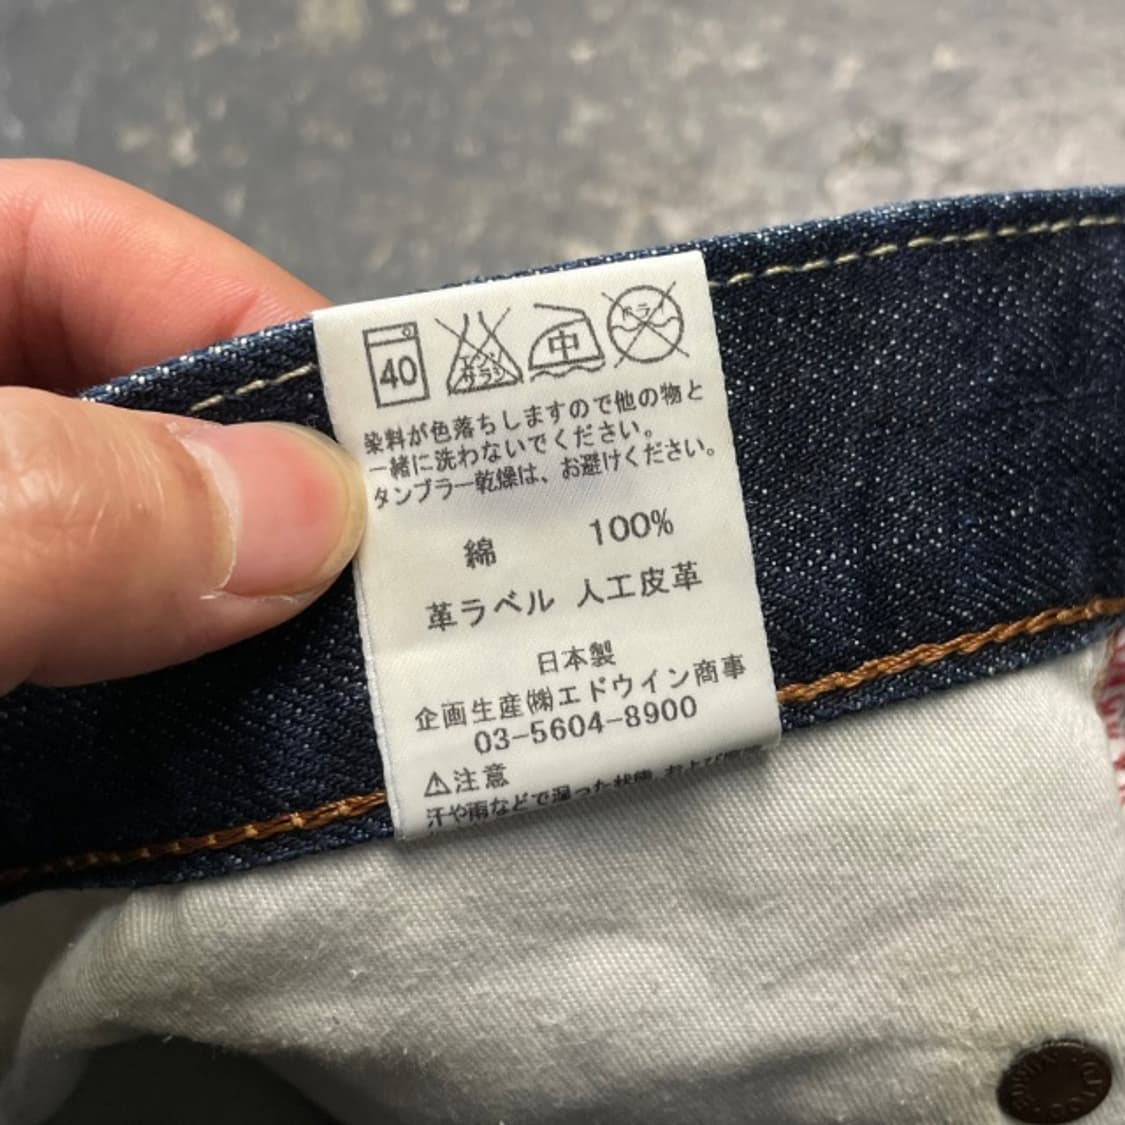 40
エンソ
サラシ
中
ドライ
染料が色落ちしますので他の物と
一緒に洗わないでください。
タンブラー乾燥は、お避けください。
綿 100%
革ラベル 人工皮革
日本製
企画生産㈱エドウイン商事
03-5604-8900
⚠注意
汗や雨などで湿った状態、および